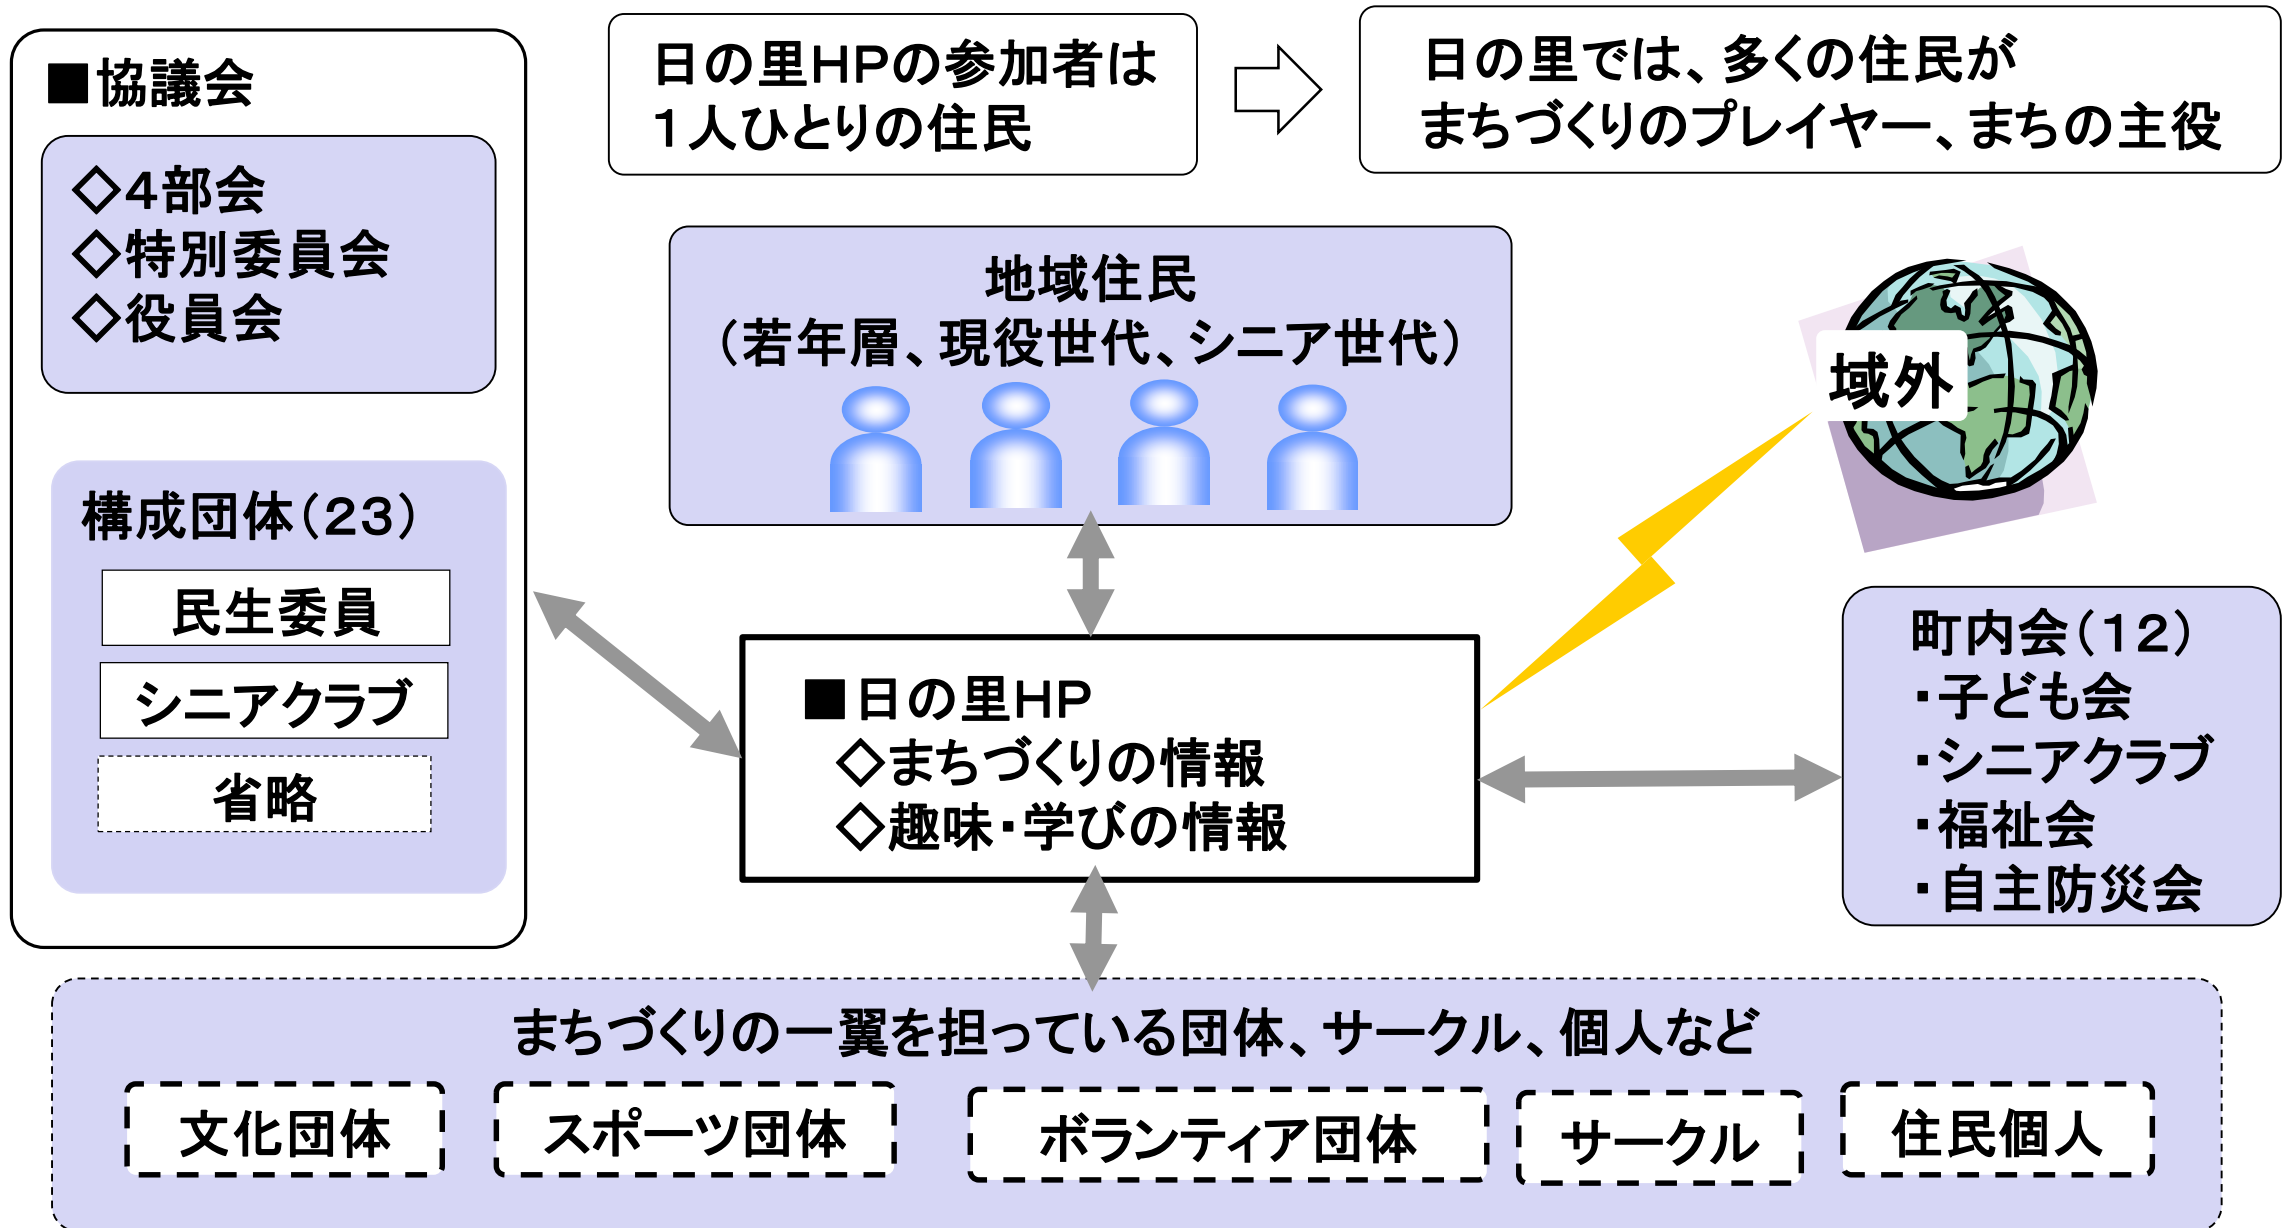 ■協議会
◇４部会
◇特別委員会
◇役員会
構成団体（２３）
民生委員
シニアクラブ
省略
日の里ＨＰの参加者は
１人ひとりの住民
日の里では、多くの住民が
まちづくりのプレイヤー、まちの主役
地域住民
（若年層、現役世代、シニア世代）
域外
■日の里ＨＰ
◇まちづくりの情報
◇趣味・学びの情報
町内会（１２）
・子ども会
・シニアクラブ
・福祉会
・自主防災会
まちづくりの一翼を担っている団体、サークル、個人など
文化団体
スポーツ団体
ボランティア団体
サークル
住民個人